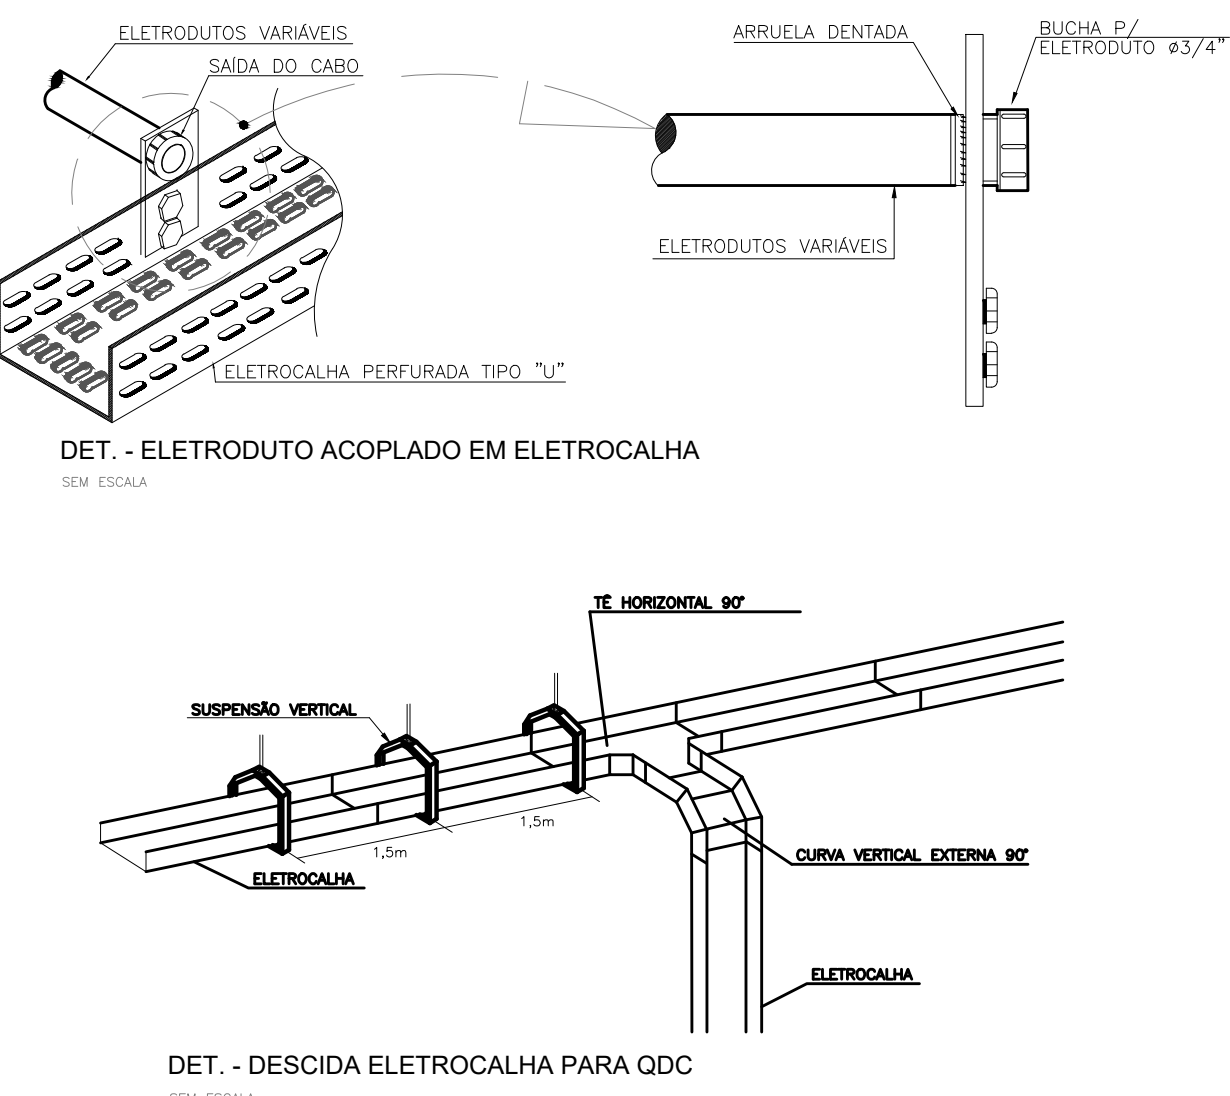 ELETRODUTOS VARIÁVEIS
SAÍDA DO CABO
ARRUELA DENTADA
BUCHA P/
ELETRODUTO ø3/4"
ELETRODUTOS VARIÁVEIS
ELETROCALHA PERFURADA TIPO "U"
DET. - ELETRODUTO ACOPLADO EM ELETROCALHA
SEM ESCALA
TÊ HORIZONTAL 90°
SUSPENSÃO VERTICAL
1,5m
1,5m
CURVA VERTICAL EXTERNA 90°
ELETROCALHA
ELETROCALHA
DET. - DESCIDA ELETROCALHA PARA QDC
SEM ESCALA